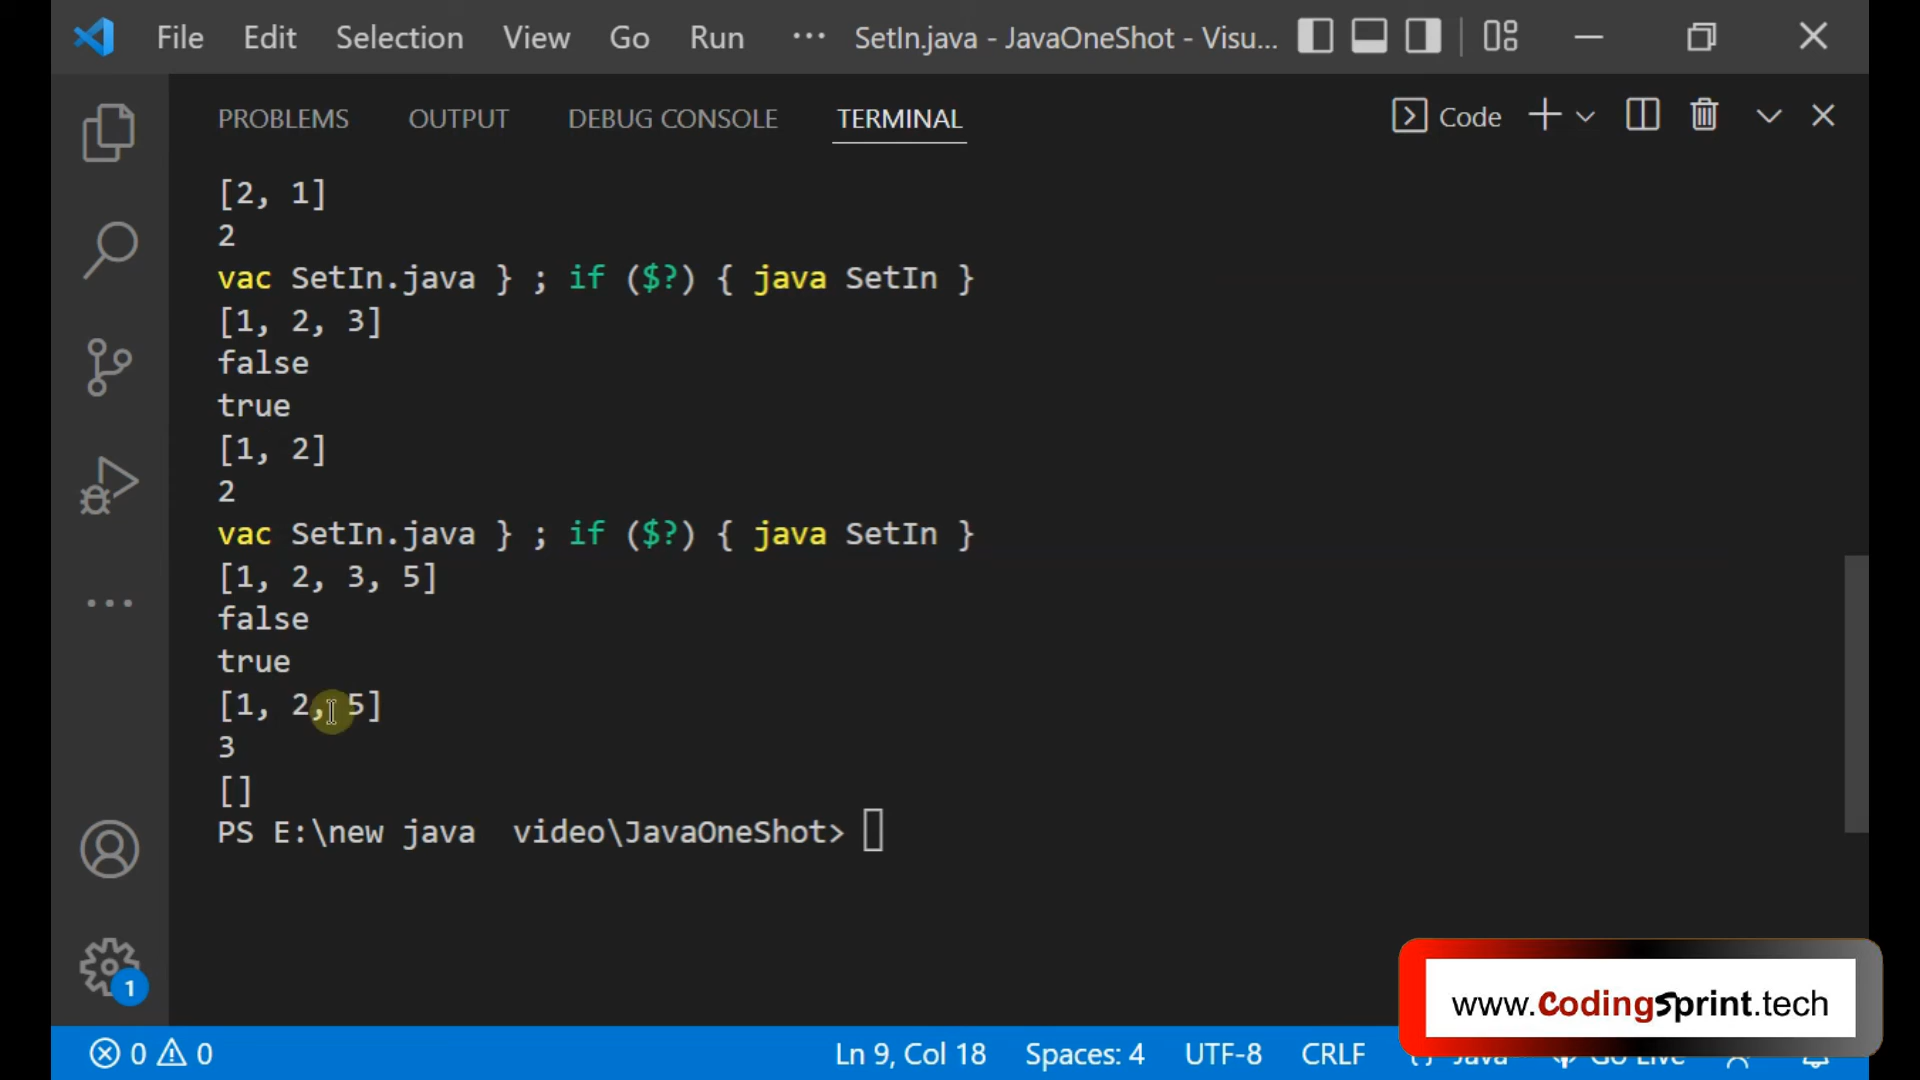 File Edit Selection View Go Run ··· SetIn.java - JavaOneShot - Visu...
PROBLEMS OUTPUT DEBUG CONSOLE TERMINAL Code
[2, 1]
2
vac SetIn.java } ; if ($?) { java SetIn }
[1, 2, 3]
false
true
[1, 2]
2
vac SetIn.java } ; if ($?) { java SetIn }
[1, 2, 3, 5]
false
true
[1, 2, 5]
3
[]
PS E:\new java  video\JavaOneShot>
1
www.CodingSprint.tech
0 0 Ln 9, Col 18 Spaces: 4 UTF-8 CRLF {} Java Go Live